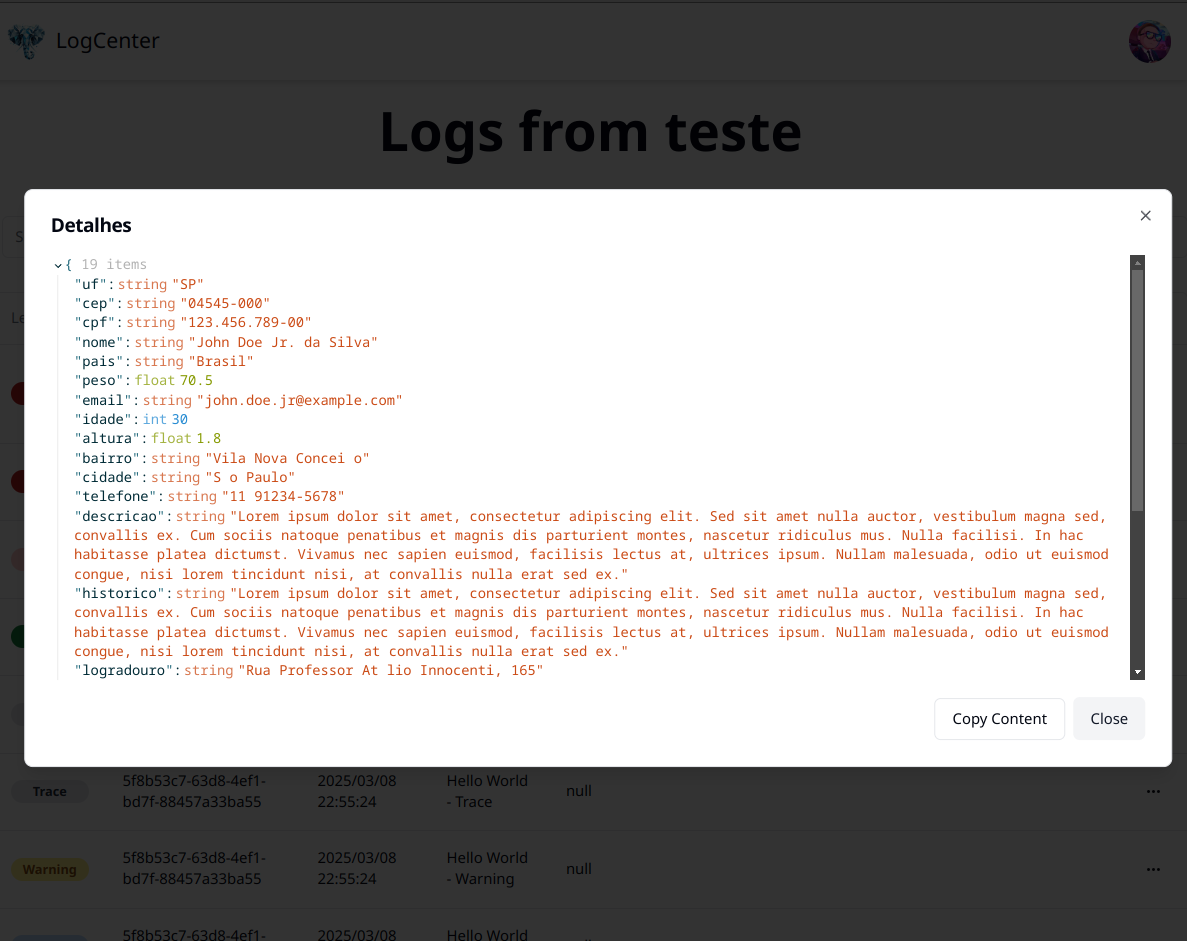 LogCenter
Logs from teste
S
Le
Detalhes
{ 19 items
"uf":string"SP"
"cep":string"04545-000"
"cpf":string"123.456.789-00"
"nome":string"John Doe Jr. da Silva"
"pais":string"Brasil"
"peso":float70.5
"email":string"john.doe.jr@example.com"
"idade":int30
"altura":float1.8
"bairro":string"Vila Nova Concei o"
"cidade":string"S o Paulo"
"telefone":string"11 91234-5678"
"descricao":string"Lorem ipsum dolor sit amet, consectetur adipiscing elit. Sed sit amet nulla auctor, vestibulum magna sed,
convallis ex. Cum sociis natoque penatibus et magnis dis parturient montes, nascetur ridiculus mus. Nulla facilisi. In hac
habitasse platea dictumst. Vivamus nec sapien euismod, facilisis lectus at, ultrices ipsum. Nullam malesuada, odio ut euismod
congue, nisi lorem tincidunt nisi, at convallis nulla erat sed ex."
"historico":string"Lorem ipsum dolor sit amet, consectetur adipiscing elit. Sed sit amet nulla auctor, vestibulum magna sed,
convallis ex. Cum sociis natoque penatibus et magnis dis parturient montes, nascetur ridiculus mus. Nulla facilisi. In hac
habitasse platea dictumst. Vivamus nec sapien euismod, facilisis lectus at, ultrices ipsum. Nullam malesuada, odio ut euismod
congue, nisi lorem tincidunt nisi, at convallis nulla erat sed ex."
"logradouro":string"Rua Professor At lio Innocenti, 165"
Copy Content
Close
Trace
5f8b53c7-63d8-4ef1-
bd7f-88457a33ba55
2025/03/08
22:55:24
Hello World
- Trace
null
...
Warning
5f8b53c7-63d8-4ef1-
bd7f-88457a33ba55
2025/03/08
22:55:24
Hello World
- Warning
null
...
5f8b53c7-63d8-4ef1-
2025/03/08
Hello World